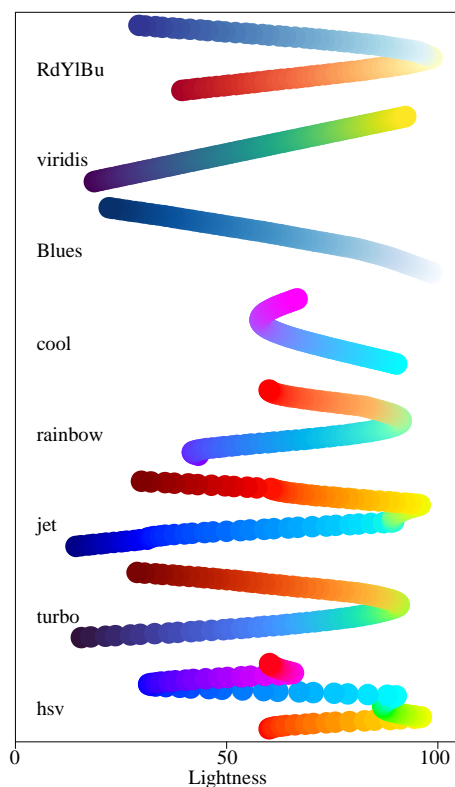 RdYlBu
viridis
Blues
cool
rainbow
jet
turbo
hsv
0 50 100
Lightness